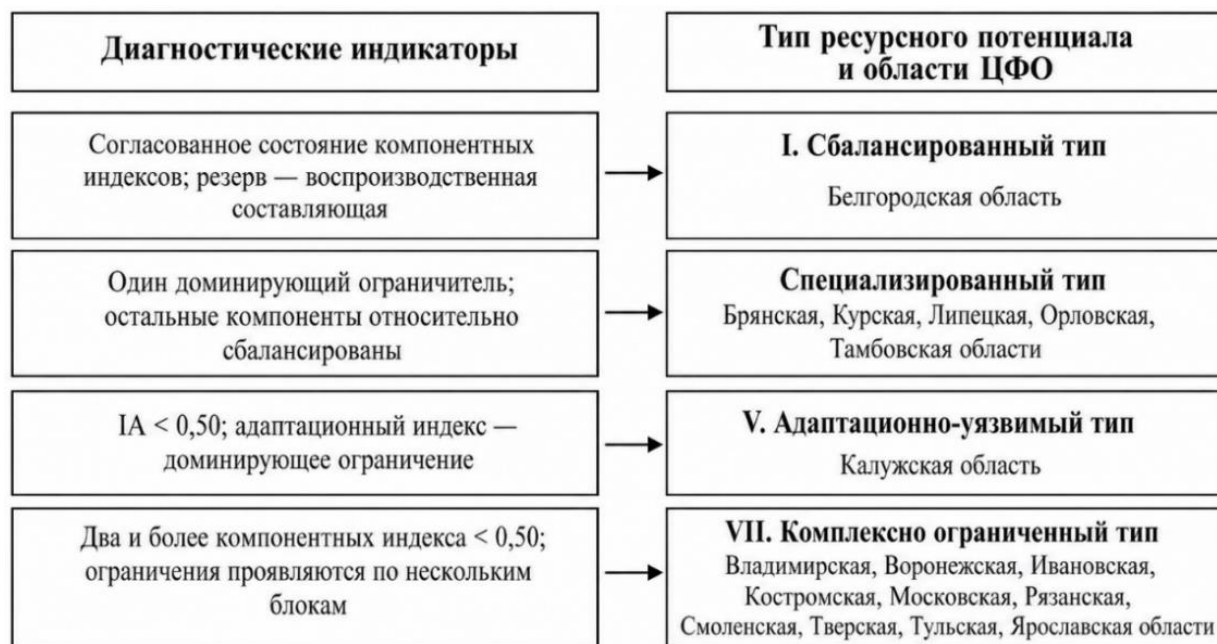 Диагностические индикаторы
Тип ресурсного потенциала
и области ЦФО
Согласованное состояние компонентных
индексов; резерв — воспроизводственная
составляющая
I. Сбалансированный тип
Белгородская область
Один доминирующий ограничитель;
остальные компоненты относительно
сбалансированы
Специализированный тип
Брянская, Курская, Липецкая, Орловская,
Тамбовская области
IA < 0,50; адаптационный индекс —
доминирующее ограничение
V. Адаптационно-уязвимый тип
Калужская область
Два и более компонентных индекса < 0,50;
ограничения проявляются по нескольким
блокам
VII. Комплексно ограниченный тип
Владимирская, Воронежская, Ивановская,
Костромская, Московская, Рязанская,
Смоленская, Тверская, Тульская, Ярославская области